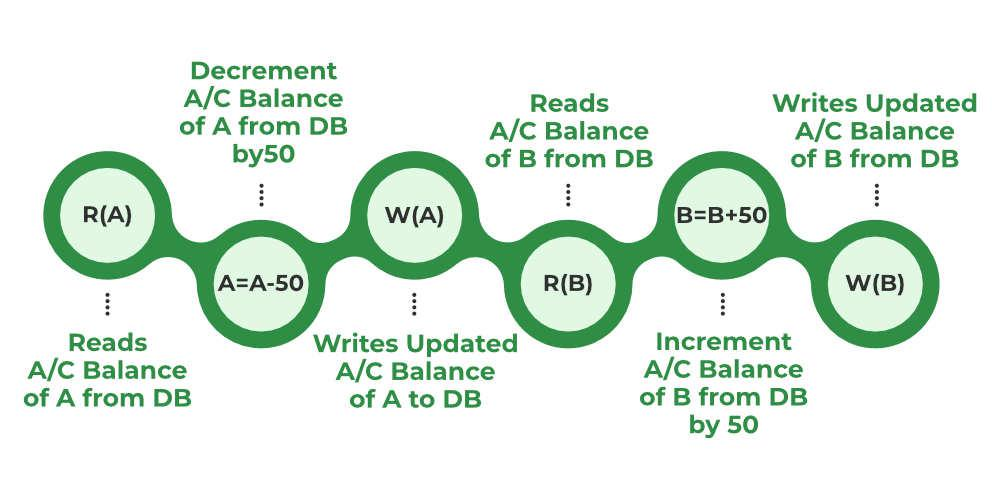 R(A)
Reads
A/C Balance
of A from DB
Decrement
A/C Balance
of A from DB
by50
A=A-50
W(A)
Writes Updated
A/C Balance
of A to DB
Reads
A/C Balance
of B from DB
R(B)
B=B+50
Increment
A/C Balance
of B from DB
by 50
Writes Updated
A/C Balance
of B from DB
W(B)